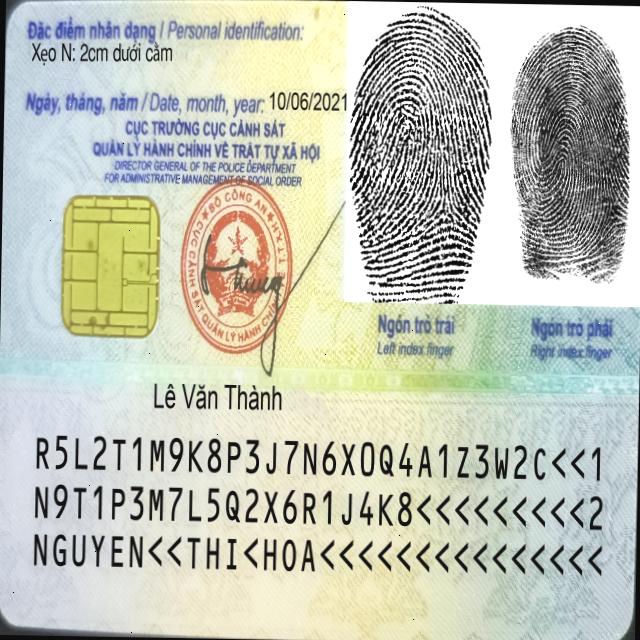 Đặc điểm nhân dạng / Personal identification:
Xẹo N: 2cm dưới cằm
Ngày, tháng, năm / Date, month, year: 10/06/2021
CỤC TRƯỞNG CỤC CẢNH SÁT
QUẢN LÝ HÀNH CHÍNH VỀ TRẬT TỰ XÃ HỘI
DIRECTOR GENERAL OF THE POLICE DEPARTMENT
FOR ADMINISTRATIVE MANAGEMENT OF SOCIAL ORDER
BỘ CÔNG AN
CỤC CẢNH SÁT QUẢN LÝ HÀNH CHÍNH
Ngón trỏ trái
Left index finger
Ngón trỏ phải
Right index finger
Lê Văn Thành
R5L2T1M9K8P3J7N6X0Q4A1Z3W2C<<1
N9T1P3M7L5Q2X6R1J4K8<<<<<<<<<2
NGUYEN<<THI<HOA<<<<<<<<<<<<<<<